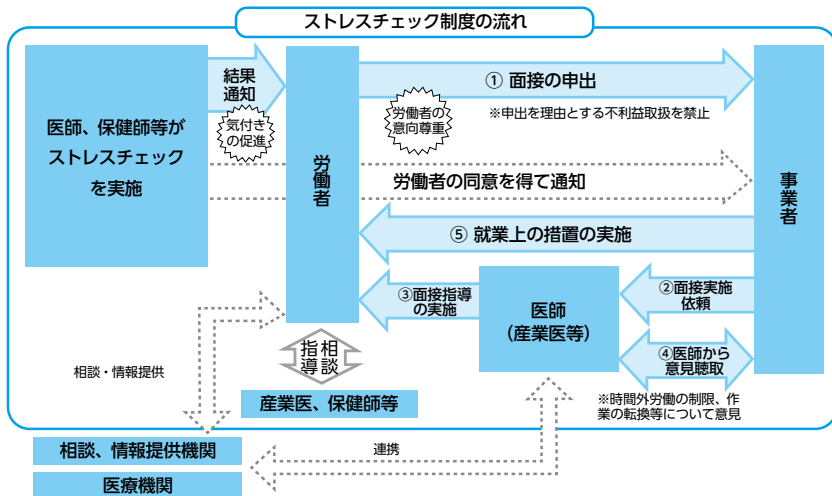 ストレスチェック制度の流れ
医師、保健師等が
ストレスチェック
を実施
結果
通知
気付き
の促進
労働者
① 面接の申出
労働者の
意向尊重
※申出を理由とする不利益取扱を禁止
労働者の同意を得て通知
事業者
⑤ 就業上の措置の実施
③面接指導
の実施
医師
（産業医等）
②面接実施
依頼
④医師から
意見聴取
※時間外労働の制限、作
業の転換等について意見
相談・情報提供
相談
指導
産業医、保健師等
相談、情報提供機関
連携
医療機関